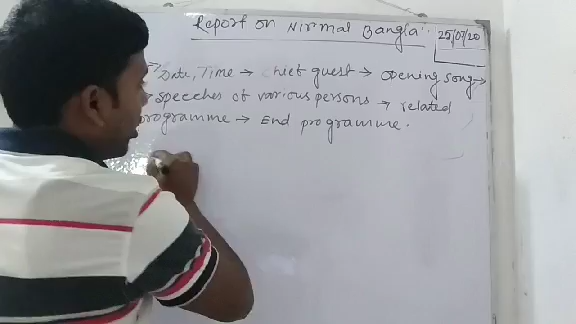 Report on Nirmal Bangla
25/07/20
Date, Time → Chief guest → opening song →
→ speeches of various persons → related
programme → End programme.